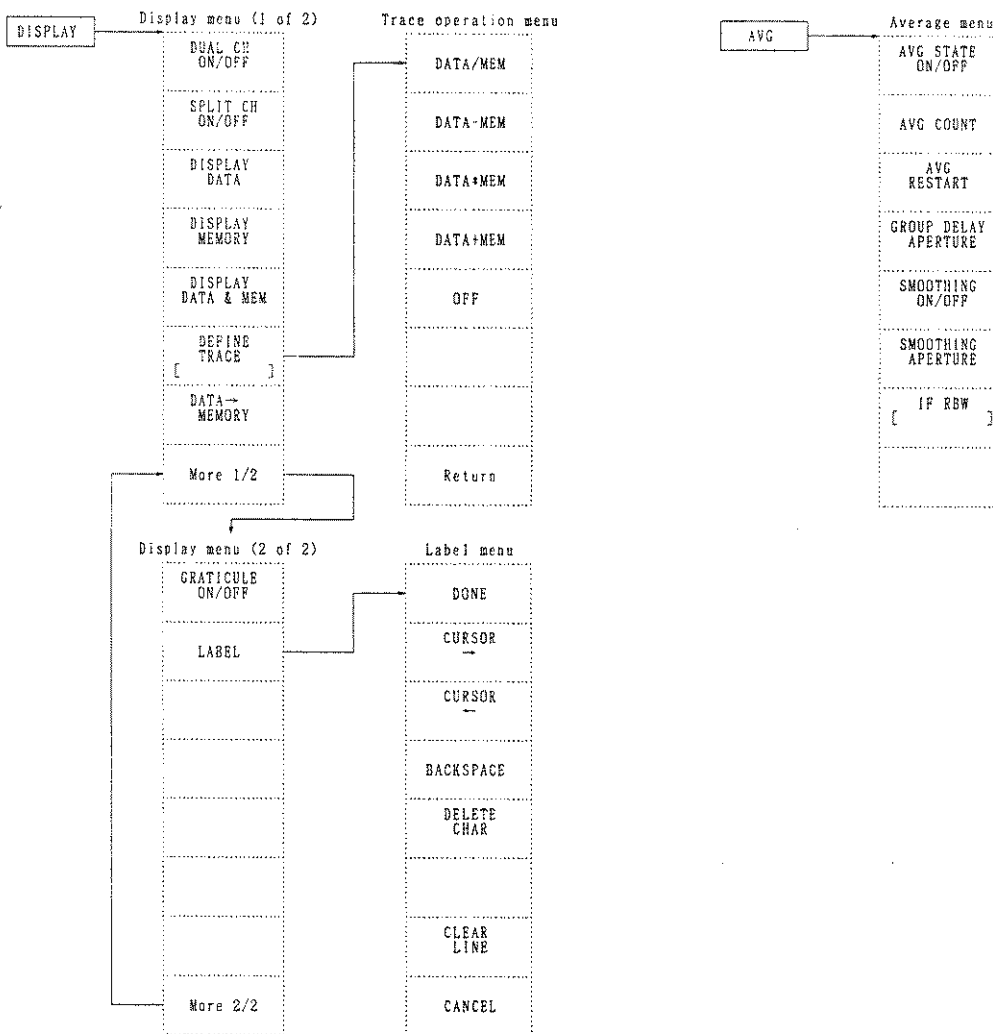 DISPLAY
Display menu (1 of 2)
DUAL CH
ON/OFF
SPLIT CH
ON/OFF
DISPLAY
DATA
DISPLAY
MEMORY
DISPLAY
DATA & MEM
DEFINE
TRACE
[ ]
DATA→
MEMORY
More 1/2
Trace operation menu
DATA/MEM
DATA-MEM
DATA*MEM
DATA+MEM
OFF
Return
AVG
Average menu
AVG STATE
ON/OFF
AVG COUNT
AVG
RESTART
GROUP DELAY
APERTURE
SMOOTHING
ON/OFF
SMOOTHING
APERTURE
IF RBW
[ ]
Display menu (2 of 2)
GRATICULE
ON/OFF
LABEL
More 2/2
Label menu
DONE
CURSOR
→
CURSOR
←
BACKSPACE
DELETE
CHAR
CLEAR
LINE
CANCEL